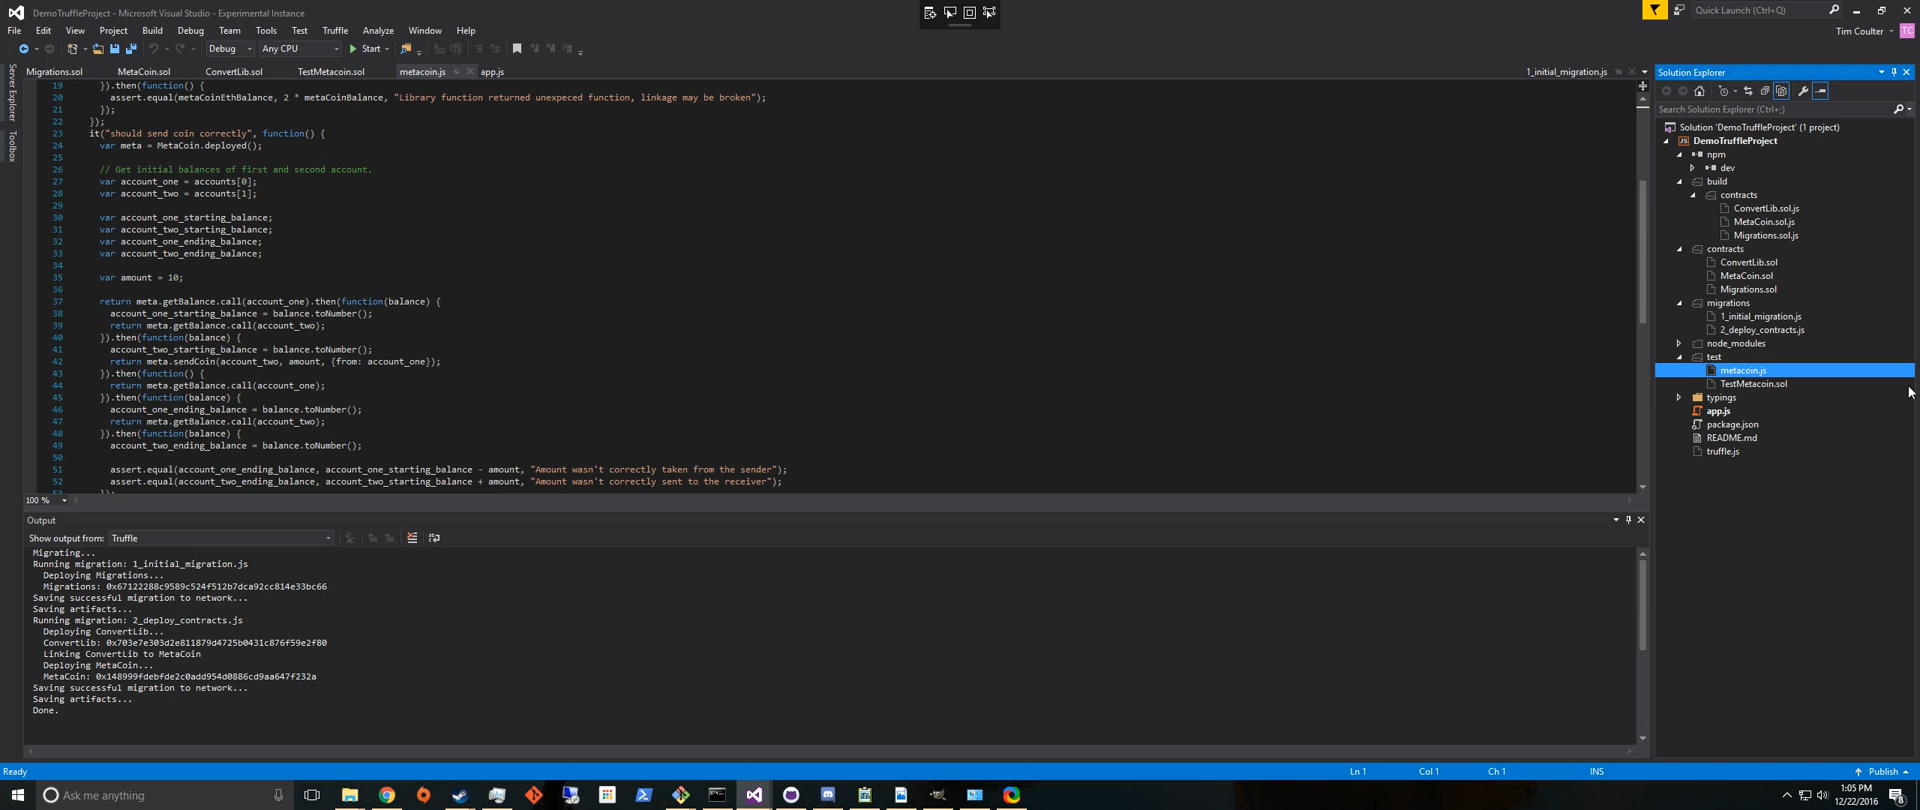 DemoTruffleProject - Microsoft Visual Studio - Experimental Instance
Quick Launch (Ctrl+Q)
File Edit View Project Build Debug Team Tools Test Truffle Analyze Window Help
Tim Coulter
TC
Debug Any CPU Start
Server Explorer
Toolbox
Migrations.sol MetaCoin.sol ConvertLib.sol TestMetacoin.sol metacoin.js app.js 1_initial_migration.js
19 }).then(function() {
20 assert.equal(metaCoinEthBalance, 2 * metaCoinBalance, "Library function returned unexpeced function, linkage may be broken");
21 });
22 });
23 it("should send coin correctly", function() {
24 var meta = MetaCoin.deployed();
25
26 // Get initial balances of first and second account.
27 var account_one = accounts[0];
28 var account_two = accounts[1];
29
30 var account_one_starting_balance;
31 var account_two_starting_balance;
32 var account_one_ending_balance;
33 var account_two_ending_balance;
34
35 var amount = 10;
36
37 return meta.getBalance.call(account_one).then(function(balance) {
38 account_one_starting_balance = balance.toNumber();
39 return meta.getBalance.call(account_two);
40 }).then(function(balance) {
41 account_two_starting_balance = balance.toNumber();
42 return meta.sendCoin(account_two, amount, {from: account_one});
43 }).then(function() {
44 return meta.getBalance.call(account_one);
45 }).then(function(balance) {
46 account_one_ending_balance = balance.toNumber();
47 return meta.getBalance.call(account_two);
48 }).then(function(balance) {
49 account_two_ending_balance = balance.toNumber();
50
51 assert.equal(account_one_ending_balance, account_one_starting_balance - amount, "Amount wasn't correctly taken from the sender");
52 assert.equal(account_two_ending_balance, account_two_starting_balance + amount, "Amount wasn't correctly sent to the receiver");
53 });
100 %
Output
Show output from: Truffle
Migrating...
Running migration: 1_initial_migration.js
Deploying Migrations...
Migrations: 0x67122288c9589c524f512b7dca92cc814e33bc66
Saving successful migration to network...
Saving artifacts...
Running migration: 2_deploy_contracts.js
Deploying ConvertLib...
ConvertLib: 0x703e7e303d2e811879d4725b0431c876f59e2f80
Linking ConvertLib to MetaCoin
Deploying MetaCoin...
MetaCoin: 0x148999fdebfde2c0add954d0886cd9aa647f232a
Saving successful migration to network...
Saving artifacts...
Done.
Solution Explorer
Search Solution Explorer (Ctrl+;)
Solution 'DemoTruffleProject' (1 project)
JS DemoTruffleProject
npm
dev
build
contracts
ConvertLib.sol.js
MetaCoin.sol.js
Migrations.sol.js
contracts
ConvertLib.sol
MetaCoin.sol
Migrations.sol
migrations
1_initial_migration.js
2_deploy_contracts.js
node_modules
test
metacoin.js
TestMetacoin.sol
typings
app.js
package.json
README.md
truffle.js
Ready Ln 1 Col 1 Ch 1 INS Publish
Ask me anything
1:05 PM
12/22/2016
8